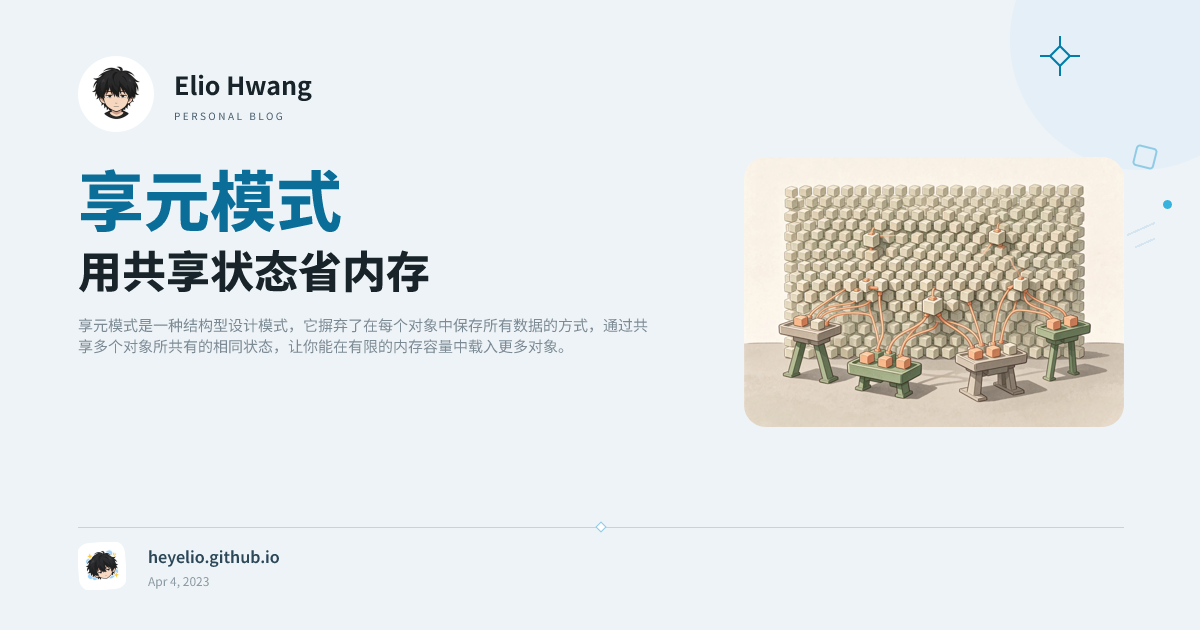 Elio Hwang
PERSONAL BLOG
享元模式
用共享状态省内存
享元模式是一种结构型设计模式，它摒弃了在每个对象中保存所有数据的方式，通过共
享多个对象所共有的相同状态，让你能在有限的内存容量中载入更多对象。
heyelio.github.io
Apr 4, 2023